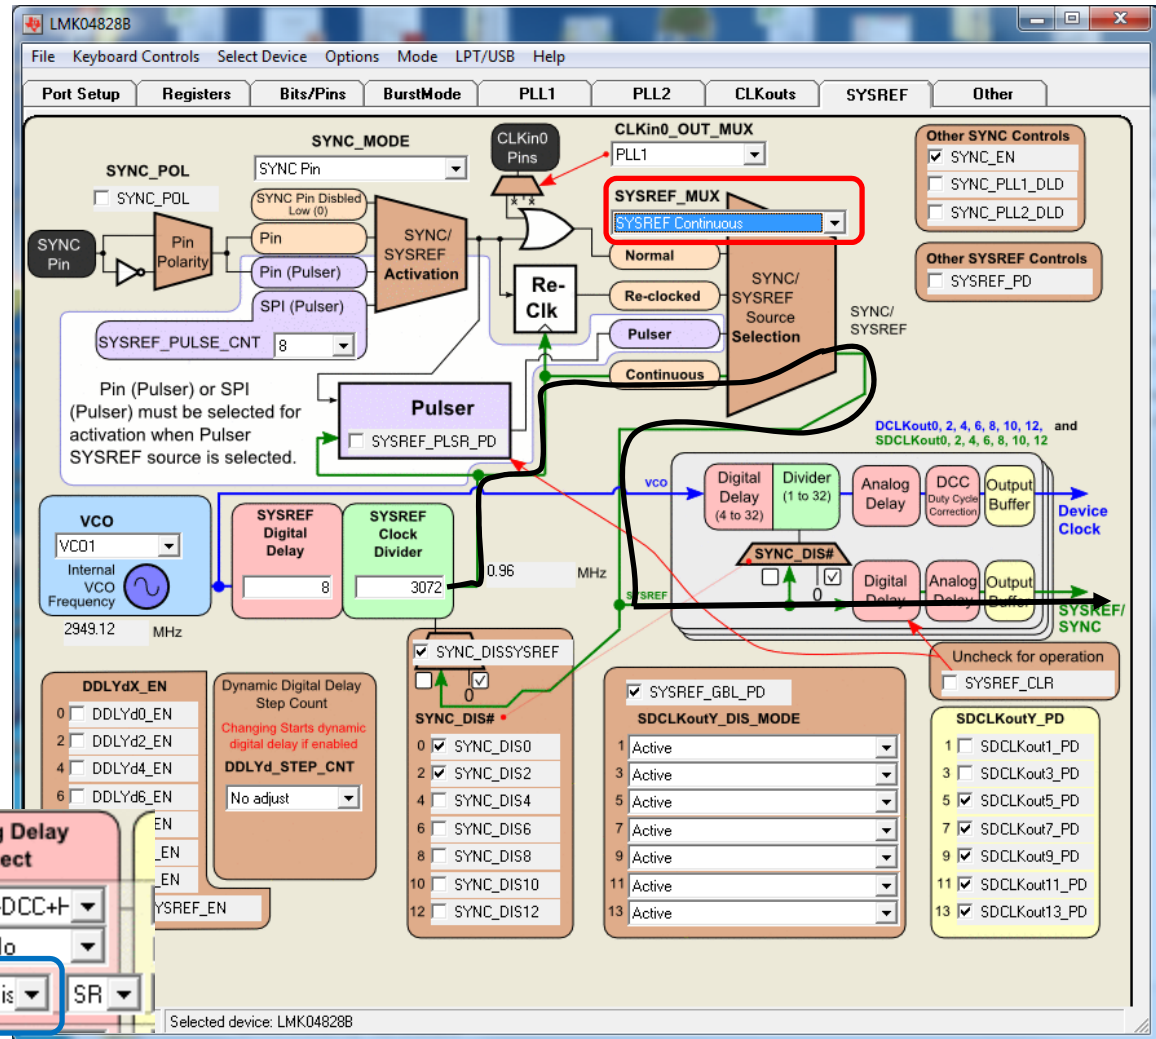 LMK04828B
File Keyboard Controls Select Device Options Mode LPT/USB Help
Port Setup Registers Bits/Pins BurstMode PLL1 PLL2 CLKouts SYSREF Other
SYNC_MODE
SYNC Pin
SYNC_POL
SYNC_POL
CLKin0
Pins
CLKin0_OUT_MUX
PLL1
Other SYNC Controls
SYNC_EN
SYNC_PLL1_DLD
SYNC_PLL2_DLD
SYSREF_MUX
SYSREF Continuous
SYNC
Pin
Pin
Polarity
SYNC Pin Disbled
Low (0)
Pin
Pin (Pulser)
SPI (Pulser)
SYNC/
SYSREF
Activation
Re-
Clk
Normal
Re-clocked
Pulser
Continuous
SYNC/
SYSREF
Source
Selection
SYNC/
SYSREF
Other SYSREF Controls
SYSREF_PD
SYSREF_PULSE_CNT 8
Pin (Pulser) or SPI
(Pulser) must be selected for
activation when Pulser
SYSREF source is selected.
Pulser
SYSREF_PLSR_PD
DCLKout0, 2, 4, 6, 8, 10, 12, and
SDCLKout0, 2, 4, 6, 8, 10, 12
VCO
VCO1
Internal
VCO
Frequency
2949.12 MHz
SYSREF
Digital
Delay
8
SYSREF
Clock
Divider
3072
0.96 MHz
VCO
Digital
Delay
(4 to 32)
Divider
(1 to 32)
Analog
Delay
DCC
Duty Cycle
Correction
Output
Buffer
Device
Clock
SYNC_DIS#
0
SYSREF
Digital
Delay
Analog
Delay
Output
Buffer
SYSREF/
SYNC
Uncheck for operation
SYSREF_CLR
SYNC_DISSYSREF
0
SYNC_DIS#
0 SYNC_DIS0
2 SYNC_DIS2
4 SYNC_DIS4
6 SYNC_DIS6
8 SYNC_DIS8
10 SYNC_DIS10
12 SYNC_DIS12
DDLYdX_EN
0 DDLYd0_EN
2 DDLYd2_EN
4 DDLYd4_EN
6 DDLYd6_EN
EN
_EN
_EN
YSREF_EN
Dynamic Digital Delay
Step Count
Changing Starts dynamic
digital delay if enabled
DDLYd_STEP_CNT
No adjust
SYSREF_GBL_PD
SDCLKoutY_DIS_MODE
1 Active
3 Active
5 Active
7 Active
9 Active
11 Active
13 Active
SDCLKoutY_PD
1 SDCLKout1_PD
3 SDCLKout3_PD
5 SDCLKout5_PD
7 SDCLKout7_PD
9 SDCLKout9_PD
11 SDCLKout11_PD
13 SDCLKout13_PD
g Delay
ect
DCC+H
lo
is SR
Selected device: LMK04828B